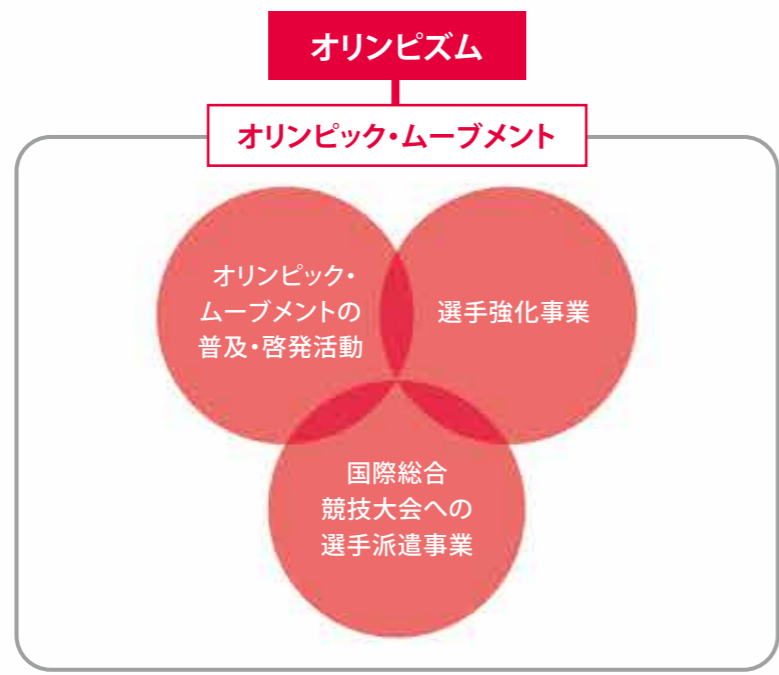 オリンピズム
オリンピック・ムーブメント
オリンピック・
ムーブメントの
普及・啓発活動
選手強化事業
国際総合
競技大会への
選手派遣事業